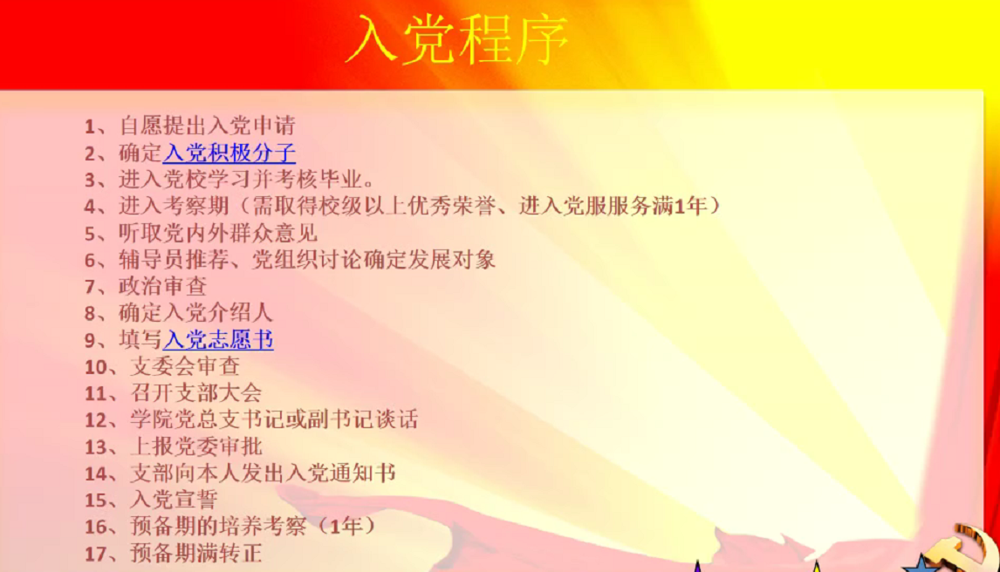 入党程序
1、自愿提出入党申请
2、确定入党积极分子
3、进入党校学习并考核毕业。
4、进入考察期（需取得校级以上优秀荣誉、进入党服服务满1年）
5、听取党内外群众意见
6、辅导员推荐、党组织讨论确定发展对象
7、政治审查
8、确定入党介绍人
9、填写入党志愿书
10、支委会审查
11、召开支部大会
12、学院党总支书记或副书记谈话
13、上报党委审批
14、支部向本人发出入党通知书
15、入党宣誓
16、预备期的培养考察（1年）
17、预备期满转正